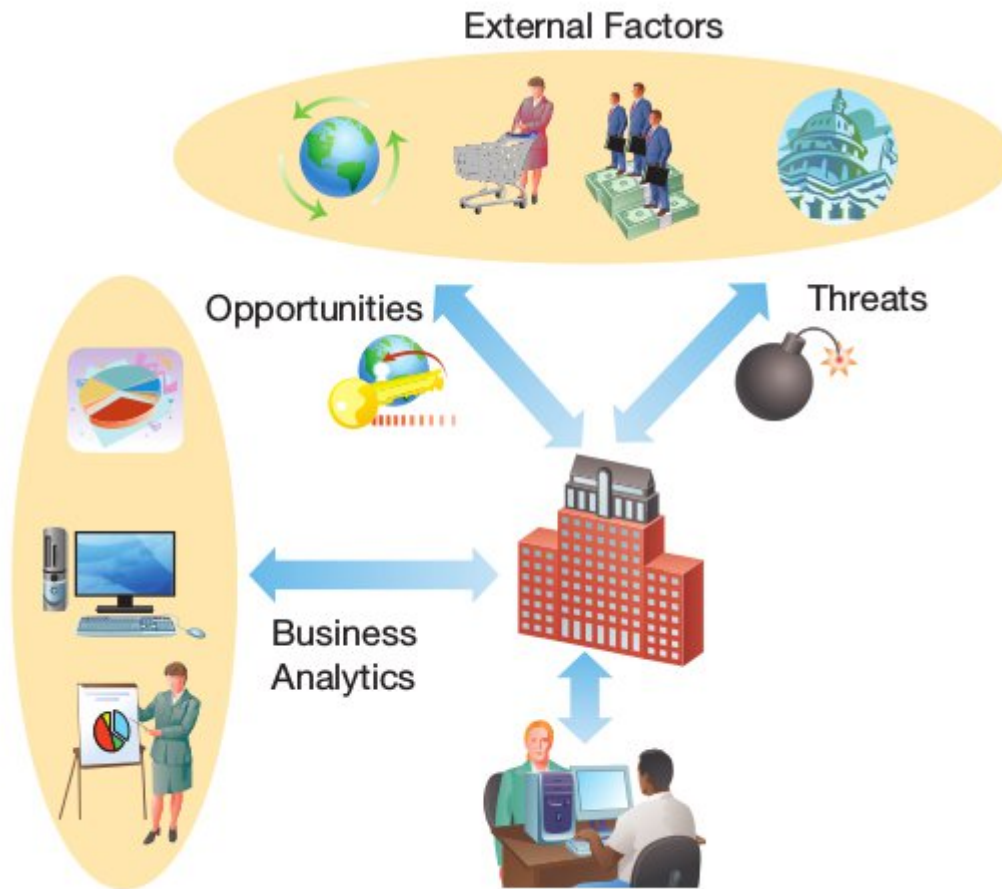 External Factors
Opportunities
Threats
Business
Analytics